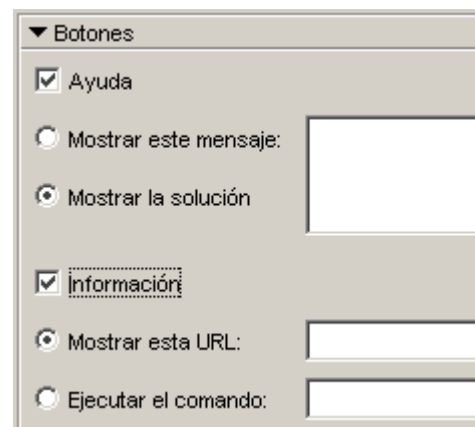 Botones
Ayuda
Mostrar este mensaje:
Mostrar la solución
Información
Mostrar esta URL:
Ejecutar el comando: